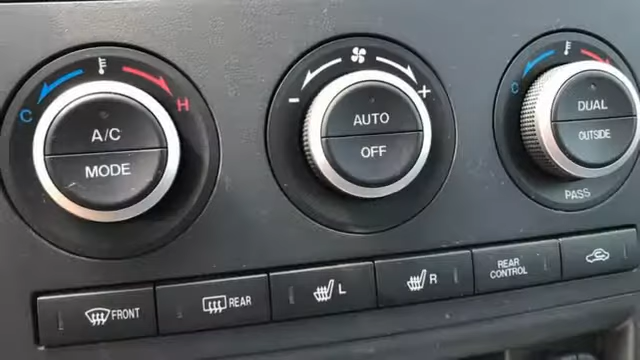 C H
A/C
MODE
- +
AUTO
OFF
C
DUAL
OUTSIDE
PASS
FRONT
REAR
L
R
REAR
CONTROL